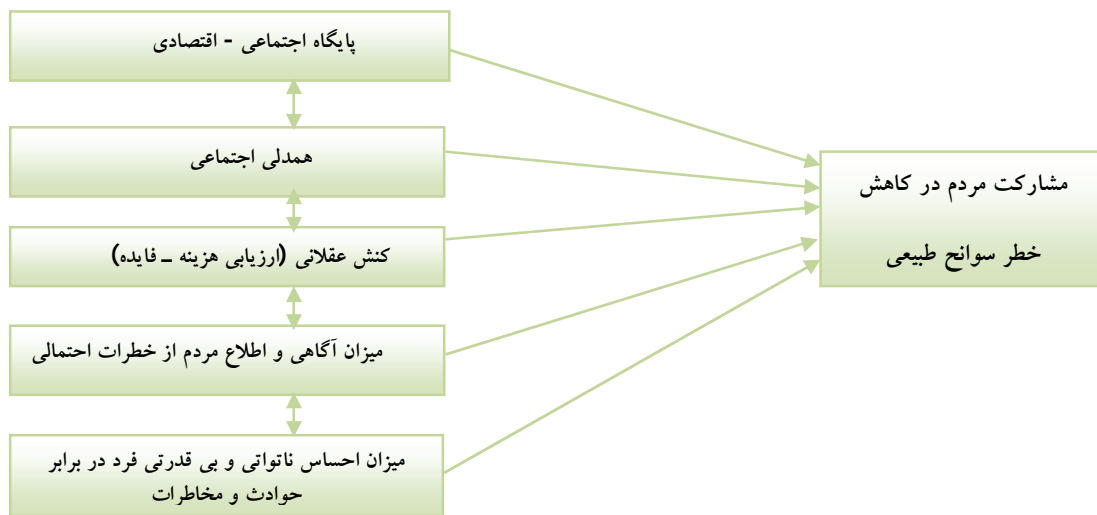 پایگاه اجتماعی - اقتصادی
همدلی اجتماعی
کنش عقلانی (ارزیابی هزینه – فایده)
میزان آگاهی و اطلاع مردم از خطرات احتمالی
میزان احساس ناتواتی و بی قدرتی فرد در برابر
حوادث و مخاطرات
مشارکت مردم در کاهش
خطر سوانح طبیعی